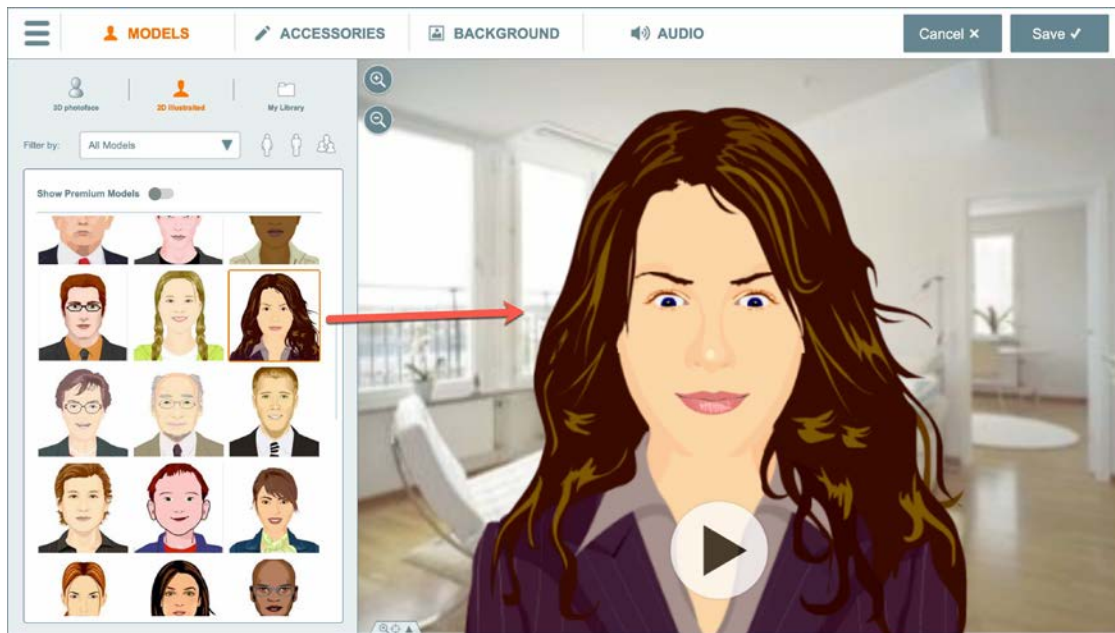 MODELS
ACCESSORIES
BACKGROUND
AUDIO
Cancel ×
Save ✓
3D photoface
2D illustrated
My Library
Filter by:
All Models
Show Premium Models